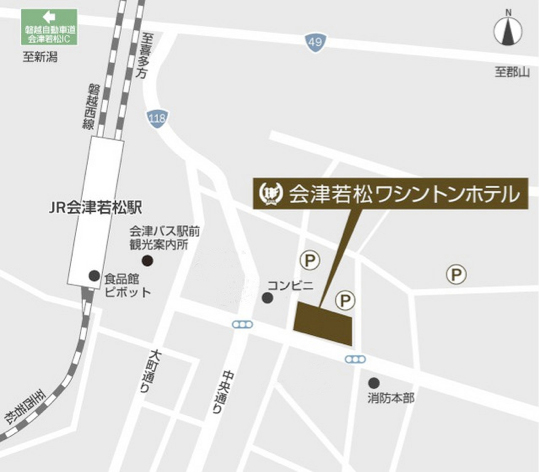 磐越自動車道
会津若松IC
至新潟
至喜多方
磐越西線
49
N
至郡山
118
会津若松ワシントンホテル
JR会津若松駅
会津バス駅前
観光案内所
P
P
P
食品館
ピボット
コンビニ
大町通り
中央通り
消防本部
至西若松